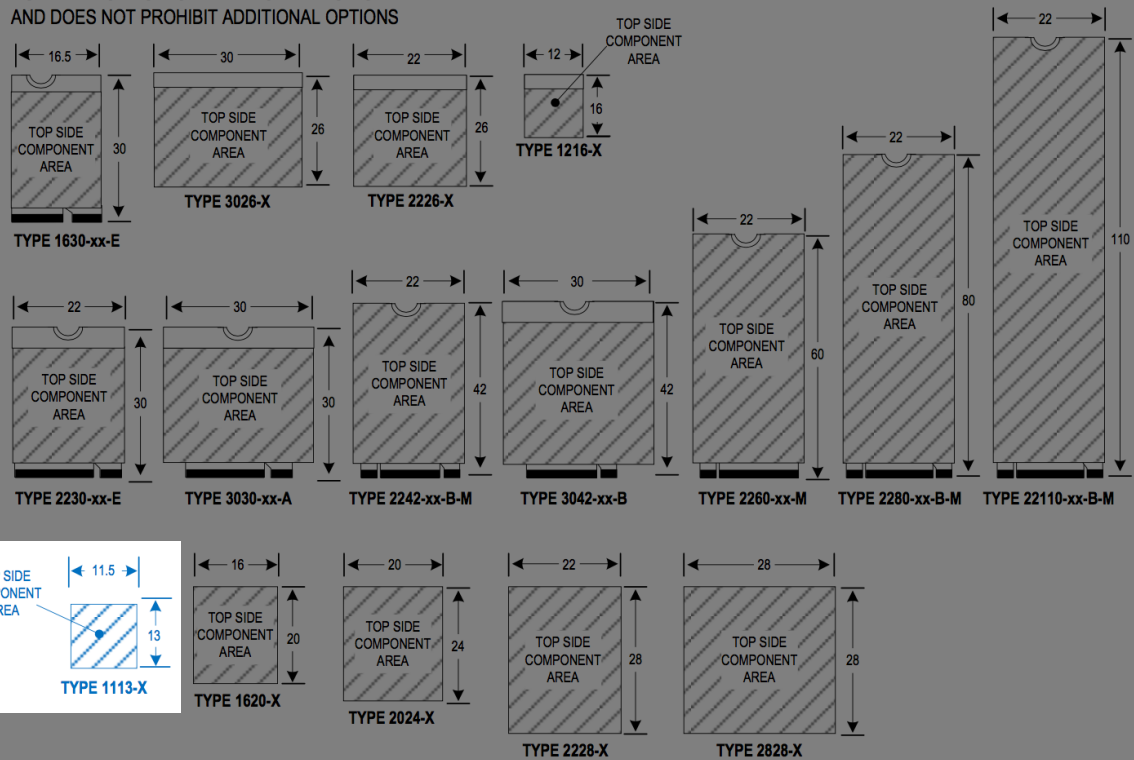 AND DOES NOT PROHIBIT ADDITIONAL OPTIONS
16.5
TOP SIDE
COMPONENT
AREA
30
TYPE 1630-xx-E
30
TOP SIDE
COMPONENT
AREA
26
TYPE 3026-X
22
TOP SIDE
COMPONENT
AREA
26
TYPE 2226-X
12
TOP SIDE
COMPONENT
AREA
16
TYPE 1216-X
22
TOP SIDE
COMPONENT
AREA
30
TYPE 2230-xx-E
30
TOP SIDE
COMPONENT
AREA
30
TYPE 3030-xx-A
22
TOP SIDE
COMPONENT
AREA
42
TYPE 2242-xx-B-M
30
TOP SIDE
COMPONENT
AREA
42
TYPE 3042-xx-B
22
TOP SIDE
COMPONENT
AREA
60
TYPE 2260-xx-M
22
TOP SIDE
COMPONENT
AREA
80
TYPE 2280-xx-B-M
22
TOP SIDE
COMPONENT
AREA
110
TYPE 22110-xx-B-M
SIDE
PONENT
REA
11.5
13
TYPE 1113-X
16
TOP SIDE
COMPONENT
AREA
20
TYPE 1620-X
20
TOP SIDE
COMPONENT
AREA
24
TYPE 2024-X
22
TOP SIDE
COMPONENT
AREA
28
TYPE 2228-X
28
TOP SIDE
COMPONENT
AREA
28
TYPE 2828-X